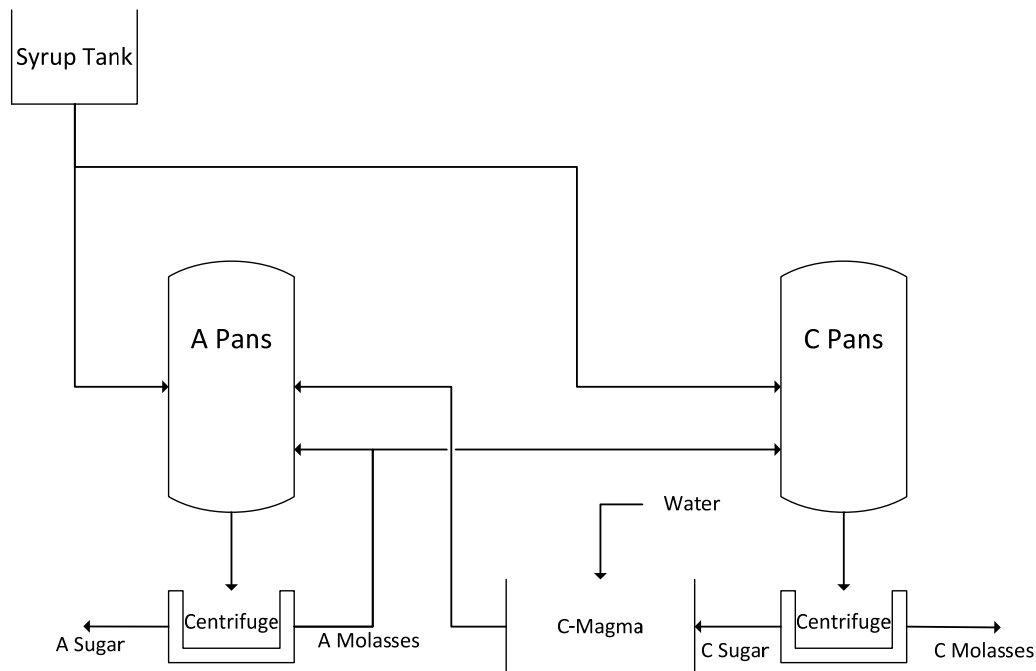 Syrup Tank
A Pans
C Pans
Water
Centrifuge
C-Magma
Centrifuge
A Sugar
A Molasses
C Sugar
C Molasses